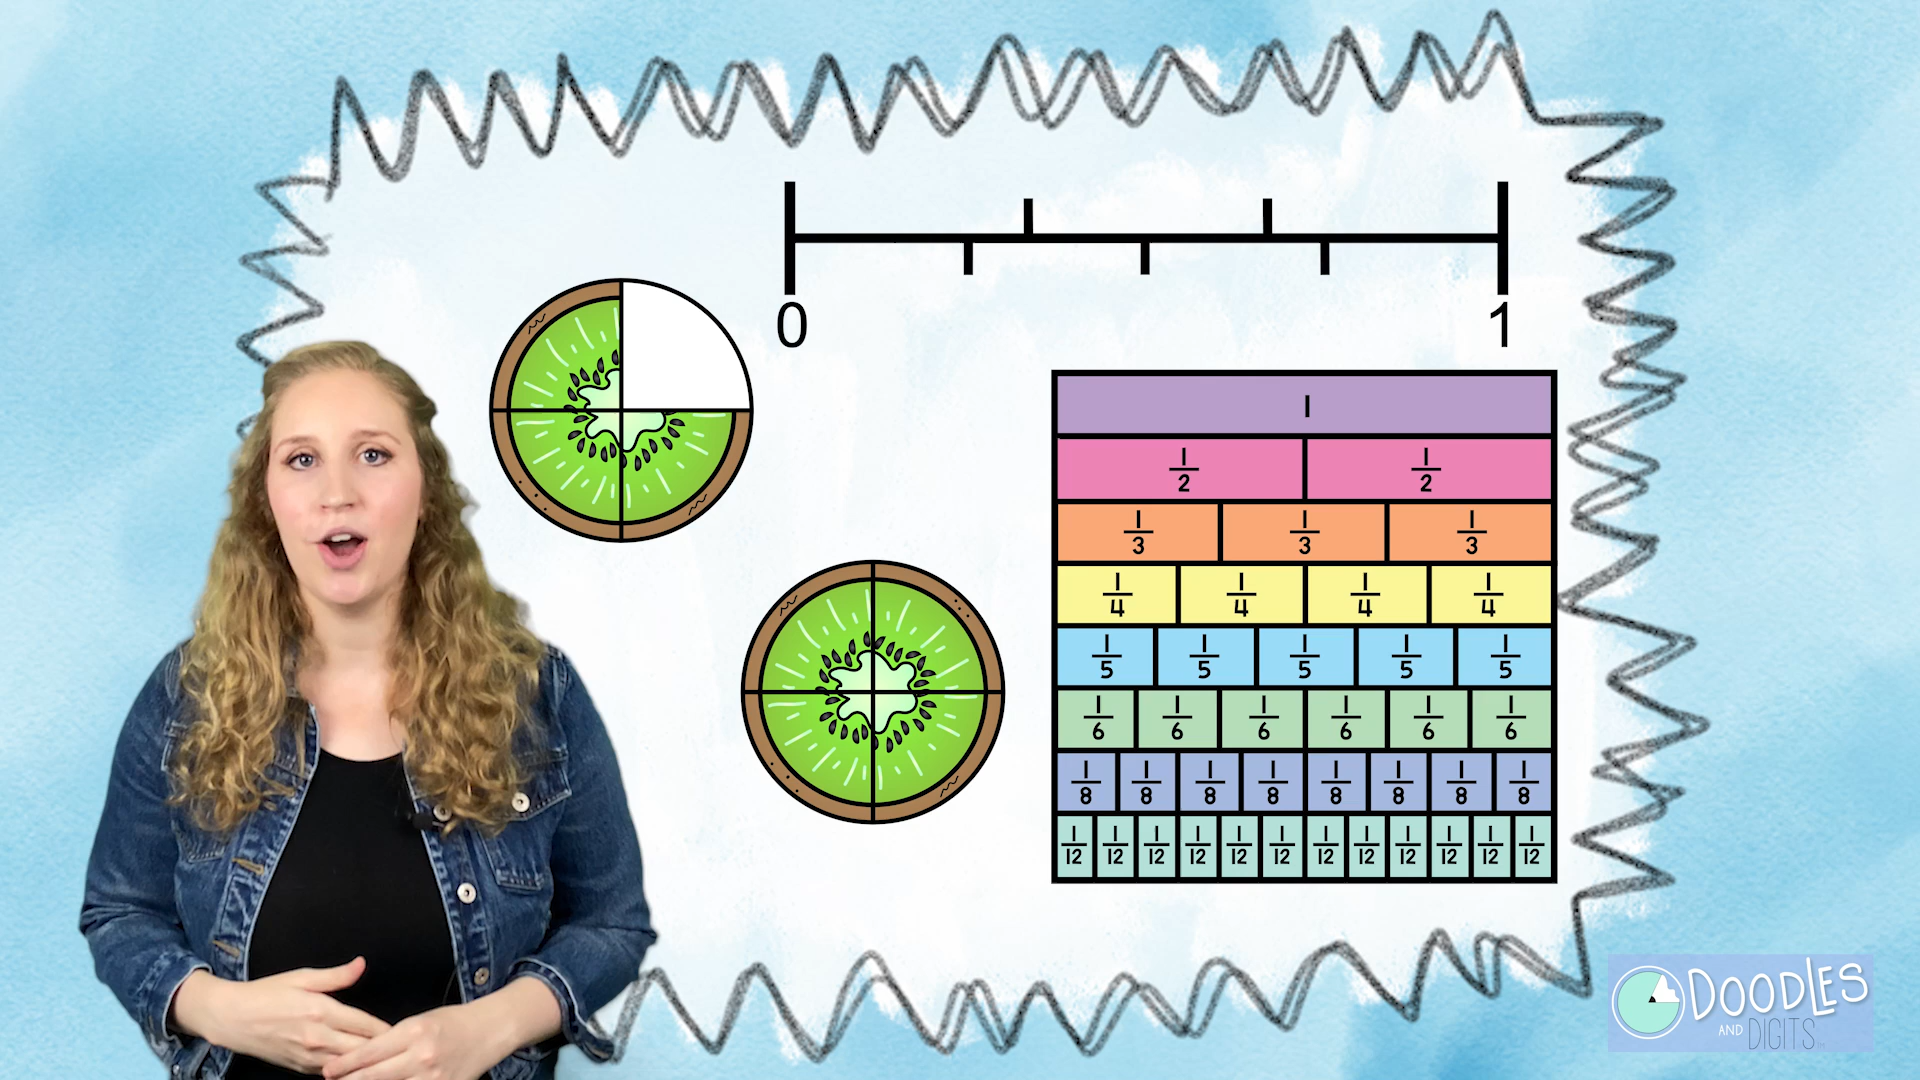 0 1
1
1/2 1/2
1/3 1/3 1/3
1/4 1/4 1/4 1/4
1/5 1/5 1/5 1/5 1/5
1/6 1/6 1/6 1/6 1/6 1/6
1/8 1/8 1/8 1/8 1/8 1/8 1/8 1/8
1/12 1/12 1/12 1/12 1/12 1/12 1/12 1/12 1/12 1/12 1/12 1/12
DOODLES
AND DIGITS